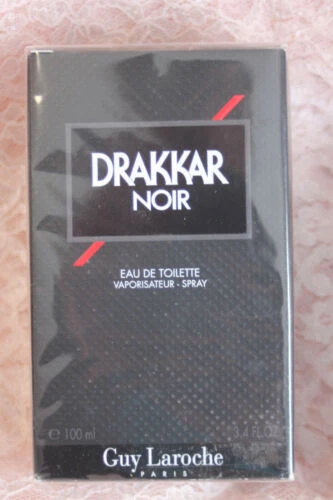 DRAKKAR
NOIR
EAU DE TOILETTE
VAPORISATEUR - SPRAY
℮ 100 ml 3.4 FL.OZ
Guy Laroche
PARIS